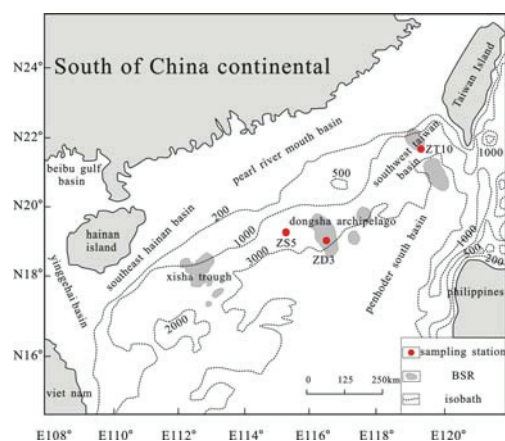 South of China continental
Taiwan Island
N24°
N22°
N20°
N18°
N16°
beibu gulf
basin
pearl river mouth basin
southwest taiwan
basin
ZT10
1000
500
200
hainan
island
southeast hainan basin
1000
dongsha archipelago
ZS5
ZD3
3000
yinggehai basin
xisha trough
2000
penhoder south basin
1000
500
300
philippines
viet nam
sampling station
BSR
isobath
0 125 250km
E108° E110° E112° E114° E116° E118° E120°